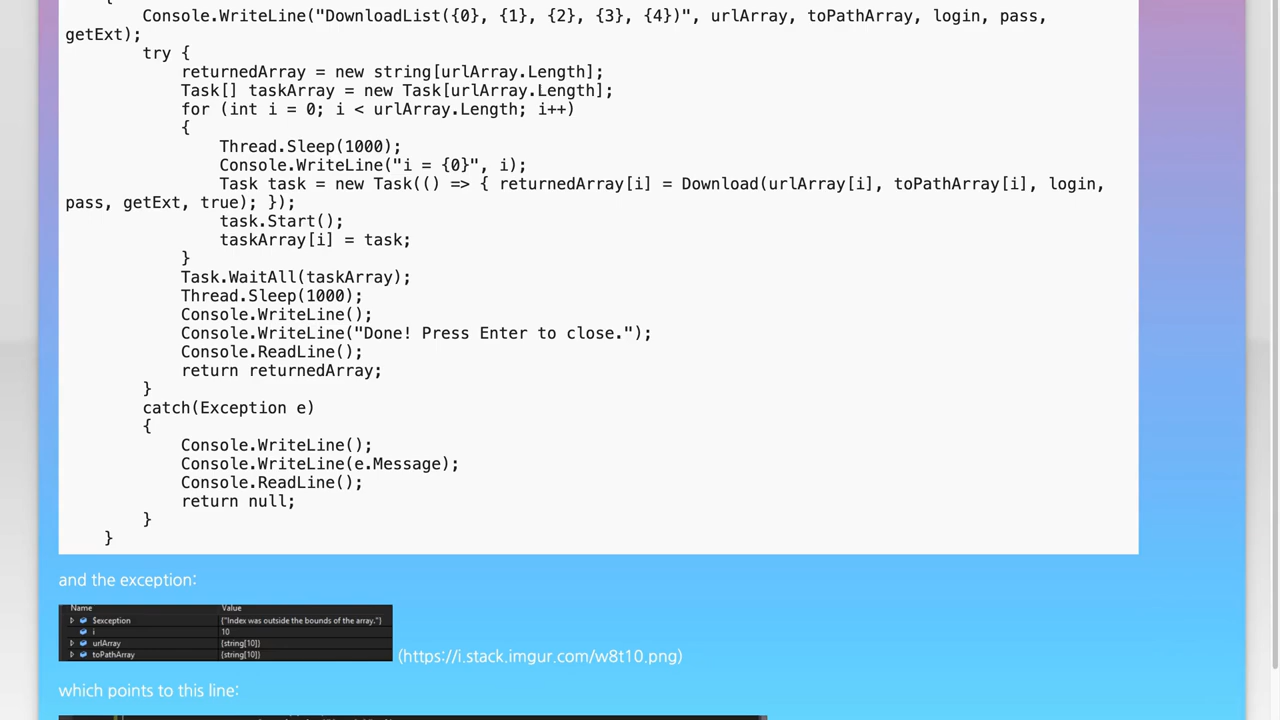 Console.WriteLine("DownloadList({0}, {1}, {2}, {3}, {4})", urlArray, toPathArray, login, pass,
getExt);
try {
returnedArray = new string[urlArray.Length];
Task[] taskArray = new Task[urlArray.Length];
for (int i = 0; i < urlArray.Length; i++)
{
Thread.Sleep(1000);
Console.WriteLine("i = {0}", i);
Task task = new Task(() => { returnedArray[i] = Download(urlArray[i], toPathArray[i], login,
pass, getExt, true); });
task.Start();
taskArray[i] = task;
}
Task.WaitAll(taskArray);
Thread.Sleep(1000);
Console.WriteLine();
Console.WriteLine("Done! Press Enter to close.");
Console.ReadLine();
return returnedArray;
}
catch(Exception e)
{
Console.WriteLine();
Console.WriteLine(e.Message);
Console.ReadLine();
return null;
}
}
and the exception:
Name Value
$exception {"Index was outside the bounds of the array."}
i 10
urlArray {string[10]}
toPathArray {string[10]}
(https://i.stack.imgur.com/w8t10.png)
which points to this line: